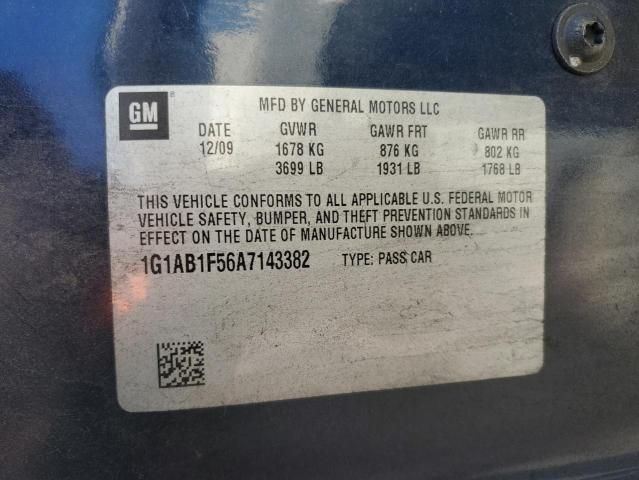 GM® MFD BY GENERAL MOTORS LLC
DATE GVWR GAWR FRT GAWR RR
12/09 1678 KG 876 KG 802 KG
3699 LB 1931 LB 1768 LB
THIS VEHICLE CONFORMS TO ALL APPLICABLE U.S. FEDERAL MOTOR
VEHICLE SAFETY, BUMPER, AND THEFT PREVENTION STANDARDS IN
EFFECT ON THE DATE OF MANUFACTURE SHOWN ABOVE.
1G1AB1F56A7143382 TYPE: PASS CAR